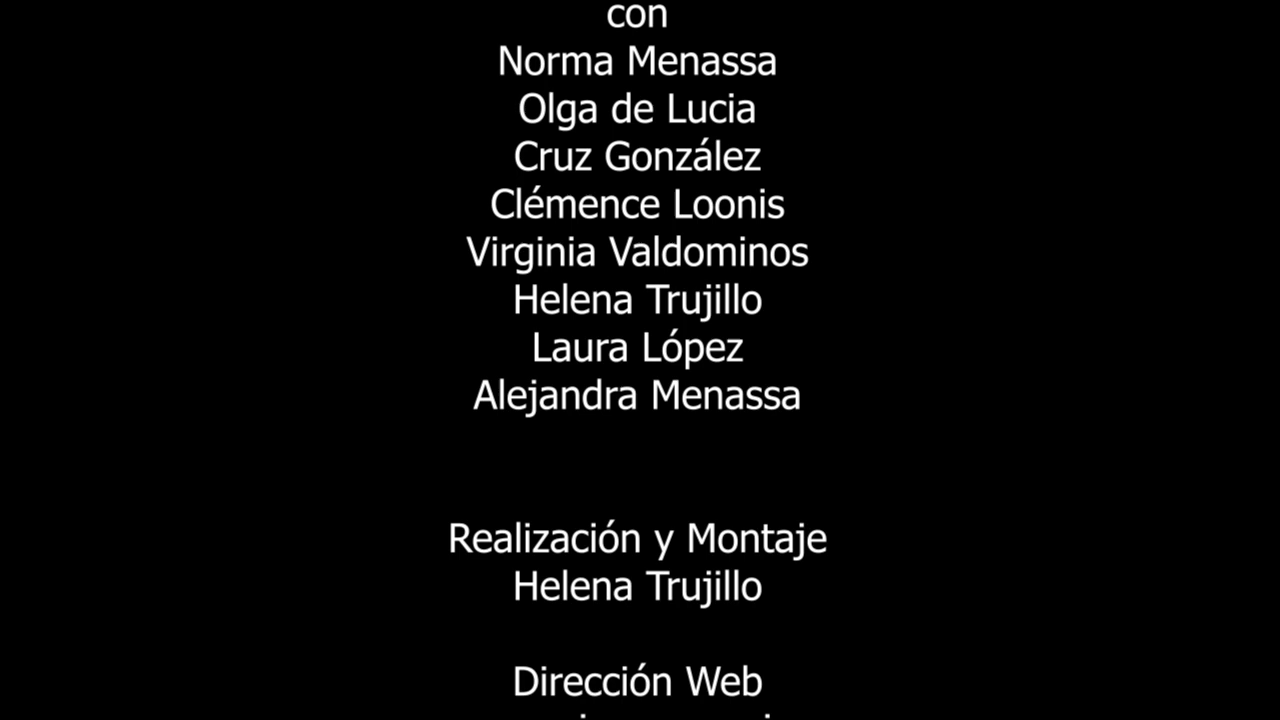 con
Norma Menassa
Olga de Lucia
Cruz González
Clémence Loonis
Virginia Valdominos
Helena Trujillo
Laura López
Alejandra Menassa
Realización y Montaje
Helena Trujillo
Dirección Web